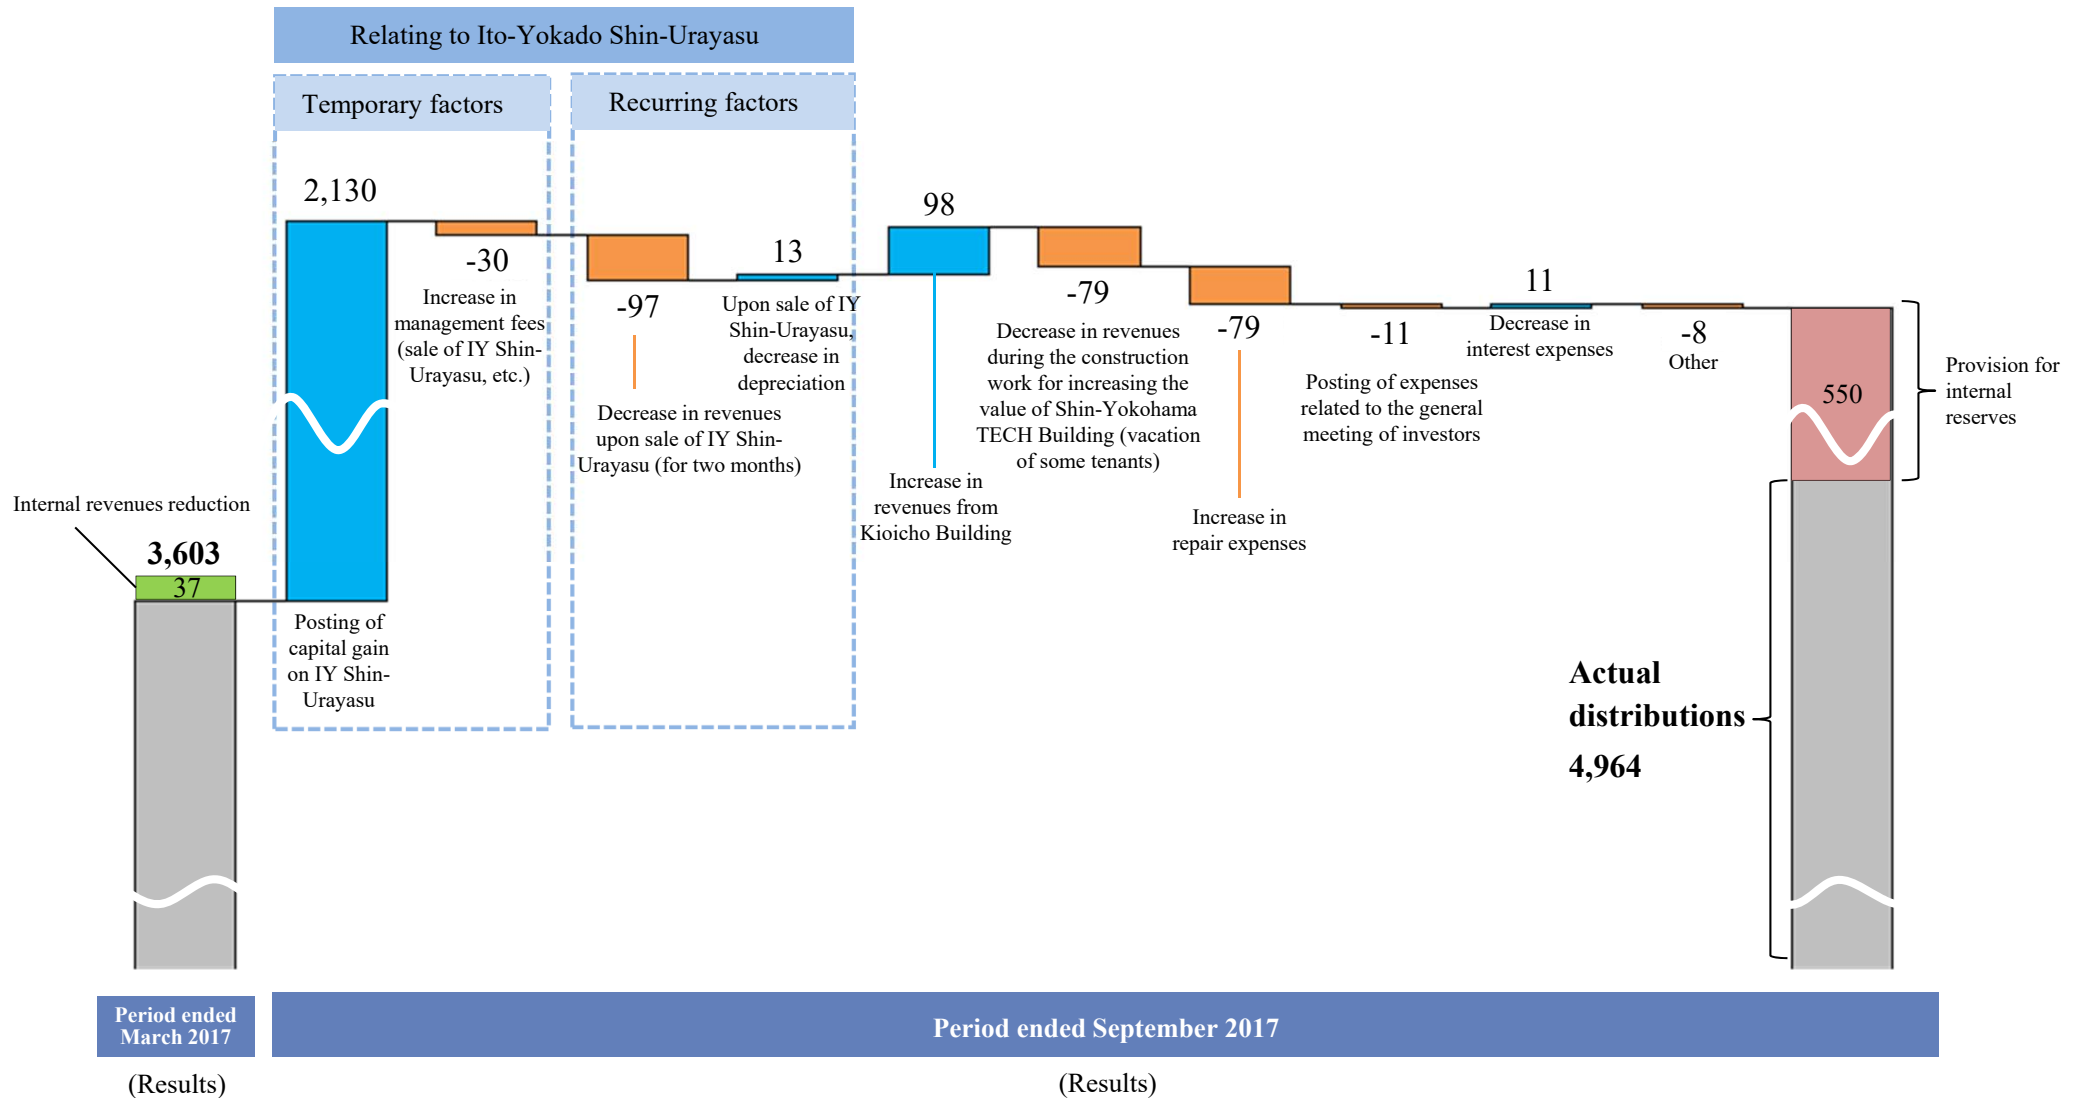 Relating to Ito-Yokado Shin-Urayasu
Temporary factors
Recurring factors
2,130
-30
Increase in
management fees
(sale of IY Shin-
Urayasu, etc.)
-97
Decrease in revenues
upon sale of IY Shin-
Urayasu (for two months)
13
Upon sale of IY
Shin-Urayasu,
decrease in
depreciation
98
Increase in
revenues from
Kioicho Building
-79
Decrease in revenues
during the construction
work for increasing the
value of Shin-Yokohama
TECH Building (vacation
of some tenants)
-79
Increase in
repair expenses
-11
Posting of expenses
related to the general
meeting of investors
11
Decrease in
interest expenses
-8
Other
550
Provision for
internal
reserves
Internal revenues reduction
3,603
37
Posting of
capital gain
on IY Shin-
Urayasu
Actual
distributions
4,964
Period ended
March 2017
(Results)
Period ended September 2017
(Results)